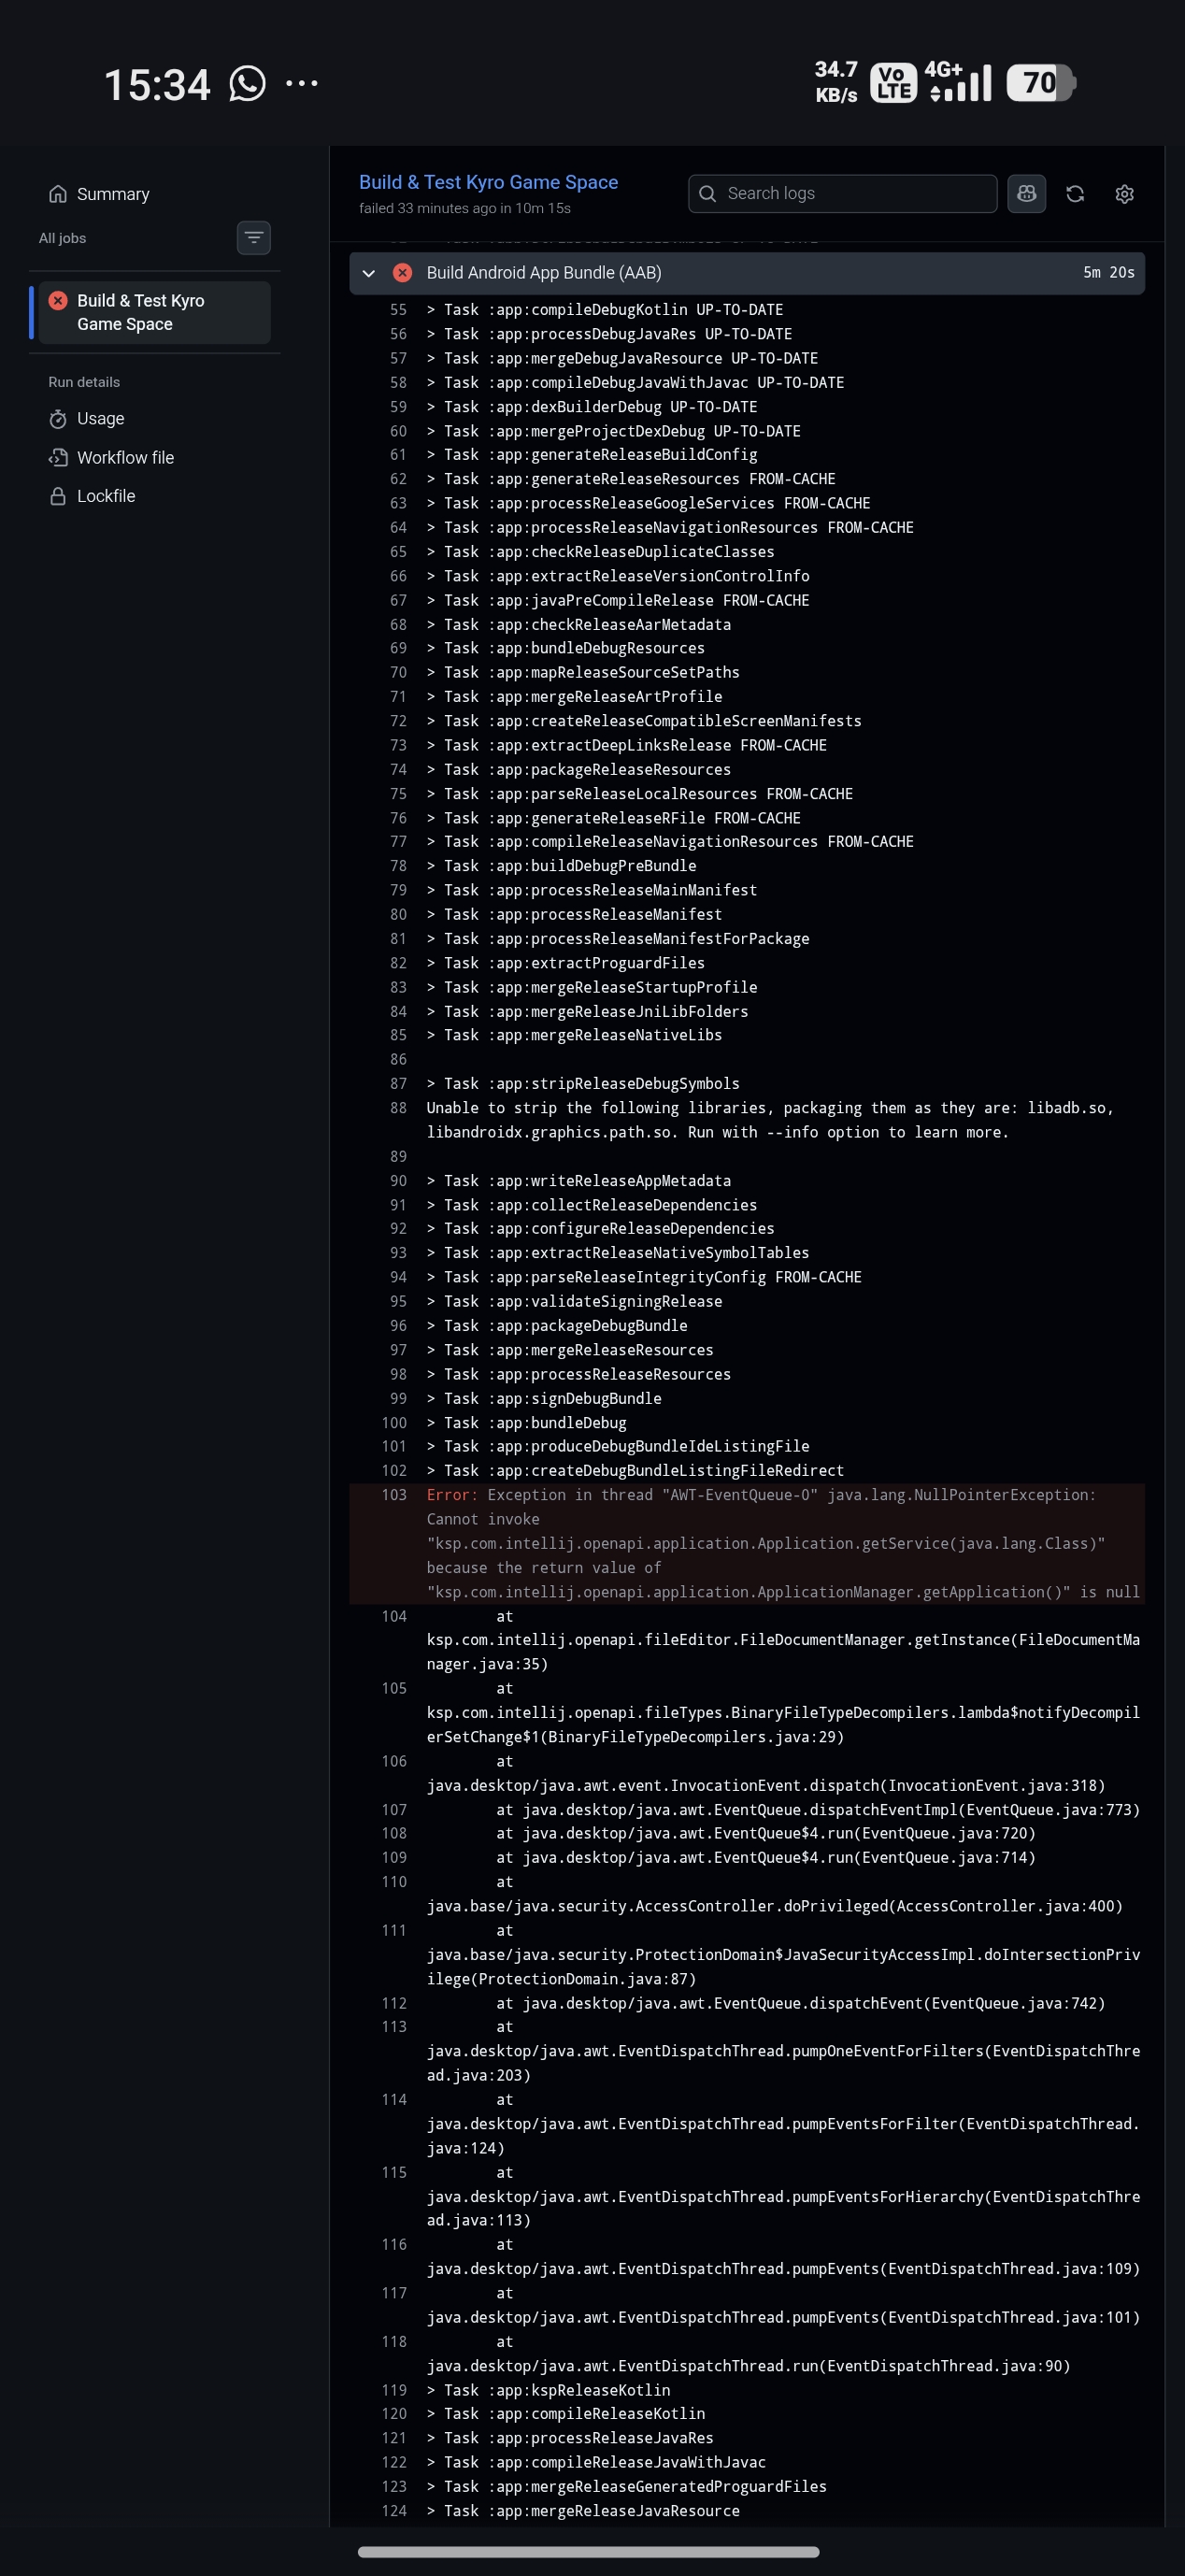 15:34
34.7 KB/s
Vo LTE
4G+
70
Summary
All jobs
Build & Test Kyro
Game Space
Run details
Usage
Workflow file
Lockfile
Build & Test Kyro Game Space
failed 33 minutes ago in 10m 15s
Search logs
Build Android App Bundle (AAB) 5m 20s
55 > Task :app:compileDebugKotlin UP-TO-DATE
56 > Task :app:processDebugJavaRes UP-TO-DATE
57 > Task :app:mergeDebugJavaResource UP-TO-DATE
58 > Task :app:compileDebugJavaWithJavac UP-TO-DATE
59 > Task :app:dexBuilderDebug UP-TO-DATE
60 > Task :app:mergeProjectDexDebug UP-TO-DATE
61 > Task :app:generateReleaseBuildConfig
62 > Task :app:generateReleaseResources FROM-CACHE
63 > Task :app:processReleaseGoogleServices FROM-CACHE
64 > Task :app:processReleaseNavigationResources FROM-CACHE
65 > Task :app:checkReleaseDuplicateClasses
66 > Task :app:extractReleaseVersionControlInfo
67 > Task :app:javaPreCompileRelease FROM-CACHE
68 > Task :app:checkReleaseAarMetadata
69 > Task :app:bundleDebugResources
70 > Task :app:mapReleaseSourceSetPaths
71 > Task :app:mergeReleaseArtProfile
72 > Task :app:createReleaseCompatibleScreenManifests
73 > Task :app:extractDeepLinksRelease FROM-CACHE
74 > Task :app:packageReleaseResources
75 > Task :app:parseReleaseLocalResources FROM-CACHE
76 > Task :app:generateReleaseRFile FROM-CACHE
77 > Task :app:compileReleaseNavigationResources FROM-CACHE
78 > Task :app:buildDebugPreBundle
79 > Task :app:processReleaseMainManifest
80 > Task :app:processReleaseManifest
81 > Task :app:processReleaseManifestForPackage
82 > Task :app:extractProguardFiles
83 > Task :app:mergeReleaseStartupProfile
84 > Task :app:mergeReleaseJniLibFolders
85 > Task :app:mergeReleaseNativeLibs
86
87 > Task :app:stripReleaseDebugSymbols
88 Unable to strip the following libraries, packaging them as they are: libadb.so,
libandroidx.graphics.path.so. Run with --info option to learn more.
89
90 > Task :app:writeReleaseAppMetadata
91 > Task :app:collectReleaseDependencies
92 > Task :app:configureReleaseDependencies
93 > Task :app:extractReleaseNativeSymbolTables
94 > Task :app:parseReleaseIntegrityConfig FROM-CACHE
95 > Task :app:validateSigningRelease
96 > Task :app:packageDebugBundle
97 > Task :app:mergeReleaseResources
98 > Task :app:processReleaseResources
99 > Task :app:signDebugBundle
100 > Task :app:bundleDebug
101 > Task :app:produceDebugBundleIdeListingFile
102 > Task :app:createDebugBundleListingFileRedirect
103 Error: Exception in thread "AWT-EventQueue-0" java.lang.NullPointerException:
Cannot invoke
"ksp.com.intellij.openapi.application.Application.getService(java.lang.Class)"
because the return value of
"ksp.com.intellij.openapi.application.ApplicationManager.getApplication()" is null
104 at
ksp.com.intellij.openapi.fileEditor.FileDocumentManager.getInstance(FileDocumentMa
nager.java:35)
105 at
ksp.com.intellij.openapi.fileTypes.BinaryFileTypeDecompilers.lambda$notifyDecompil
erSetChange$1(BinaryFileTypeDecompilers.java:29)
106 at
java.desktop/java.awt.event.InvocationEvent.dispatch(InvocationEvent.java:318)
107 at java.desktop/java.awt.EventQueue.dispatchEventImpl(EventQueue.java:773)
108 at java.desktop/java.awt.EventQueue$4.run(EventQueue.java:720)
109 at java.desktop/java.awt.EventQueue$4.run(EventQueue.java:714)
110 at
java.base/java.security.AccessController.doPrivileged(AccessController.java:400)
111 at
java.base/java.security.ProtectionDomain$JavaSecurityAccessImpl.doIntersectionPriv
ilege(ProtectionDomain.java:87)
112 at java.desktop/java.awt.EventQueue.dispatchEvent(EventQueue.java:742)
113 at
java.desktop/java.awt.EventDispatchThread.pumpOneEventForFilters(EventDispatchThre
ad.java:203)
114 at
java.desktop/java.awt.EventDispatchThread.pumpEventsForFilter(EventDispatchThread.
java:124)
115 at
java.desktop/java.awt.EventDispatchThread.pumpEventsForHierarchy(EventDispatchThre
ad.java:113)
116 at
java.desktop/java.awt.EventDispatchThread.pumpEvents(EventDispatchThread.java:109)
117 at
java.desktop/java.awt.EventDispatchThread.pumpEvents(EventDispatchThread.java:101)
118 at
java.desktop/java.awt.EventDispatchThread.run(EventDispatchThread.java:90)
119 > Task :app:kspReleaseKotlin
120 > Task :app:compileReleaseKotlin
121 > Task :app:processReleaseJavaRes
122 > Task :app:compileReleaseJavaWithJavac
123 > Task :app:mergeReleaseGeneratedProguardFiles
124 > Task :app:mergeReleaseJavaResource